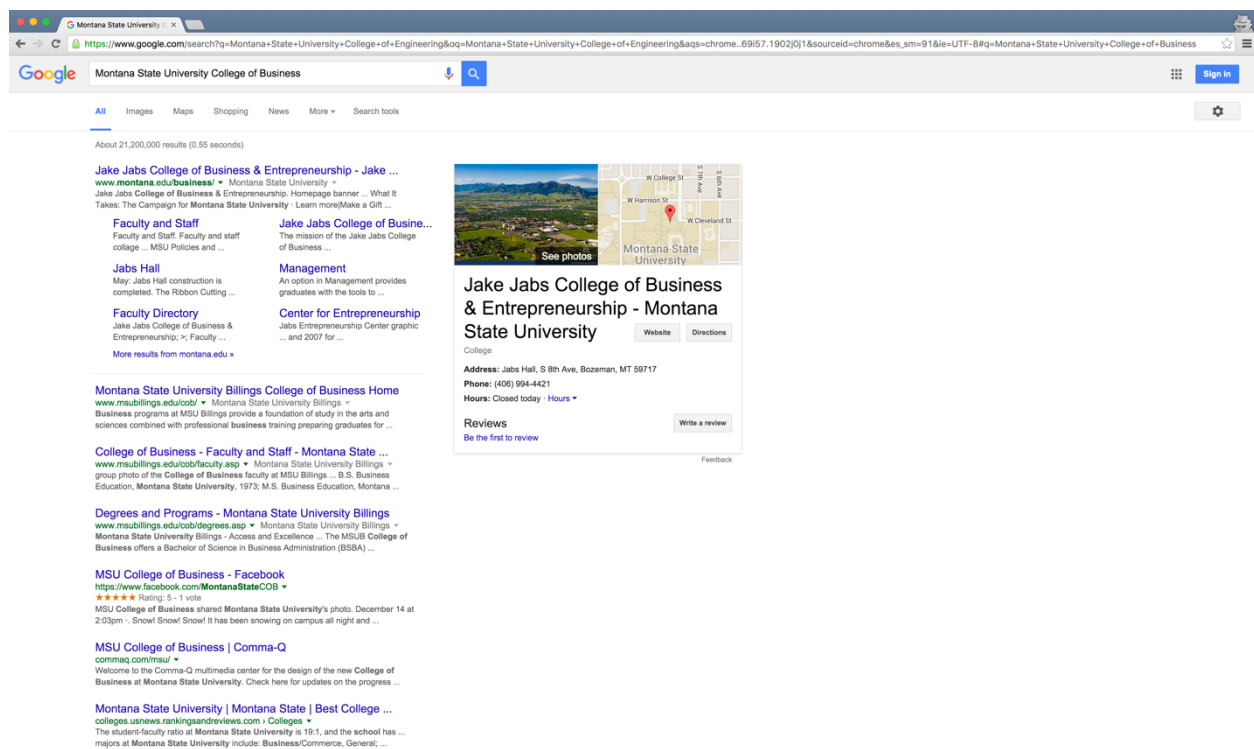 Montana State University C
https://www.google.com/search?q=Montana+State+University+College+of+Engineering&oq=Montana+State+University+College+of+Engineering&aqs=chrome..69i57.1902j0j1&sourceid=chrome&es_sm=91&ie=UTF-8#q=Montana+State+University+College+of+Business
Google
Montana State University College of Business
Sign in
All Images Maps Shopping News More Search tools
About 21,200,000 results (0.55 seconds)
Jake Jabs College of Business & Entrepreneurship - Jake ...
www.montana.edu/business/ Montana State University
Jake Jabs College of Business & Entrepreneurship. Homepage banner ... What It
Takes: The Campaign for Montana State University · Learn more|Make a Gift ...
Faculty and Staff
Faculty and Staff. Faculty and staff
collage ... MSU Policies and ...
Jake Jabs College of Busine...
The mission of the Jake Jabs College
of Business ...
Jabs Hall
May: Jabs Hall construction is
completed. The Ribbon Cutting ...
Management
An option in Management provides
graduates with the tools to ...
Faculty Directory
Jake Jabs College of Business &
Entrepreneurship; >; Faculty ...
Center for Entrepreneurship
Jabs Entrepreneurship Center graphic
... and 2007 for ...
More results from montana.edu »
Montana State University Billings College of Business Home
www.msubillings.edu/cob/ Montana State University Billings
Business programs at MSU Billings provide a foundation of study in the arts and
sciences combined with professional business training preparing graduates for ...
College of Business - Faculty and Staff - Montana State ...
www.msubillings.edu/cob/faculty.asp Montana State University Billings
group photo of the College of Business faculty at MSU Billings ... B.S. Business
Education, Montana State University, 1973; M.S. Business Education, Montana ...
Degrees and Programs - Montana State University Billings
www.msubillings.edu/cob/degrees.asp Montana State University Billings
Montana State University Billings - Access and Excellence ... The MSUB College of
Business offers a Bachelor of Science in Business Administration (BSBA) ...
MSU College of Business - Facebook
https://www.facebook.com/MontanaStateCOB
★★★★★ Rating: 5 - 1 vote
MSU College of Business shared Montana State University's photo. December 14 at
2:03pm ·. Snow! Snow! Snow! It has been snowing on campus all night and ...
MSU College of Business | Comma-Q
commaq.com/msu/
Welcome to the Comma-Q multimedia center for the design of the new College of
Business at Montana State University. Check here for updates on the progress ...
Montana State University | Montana State | Best College ...
colleges.usnews.rankingsandreviews.com › Colleges
The student-faculty ratio at Montana State University is 19:1, and the school has ...
majors at Montana State University include: Business/Commerce, General; ...
See photos
W College St
S 7th Ave
S 6th Ave
W Harrison St
W Cleveland St
Montana State
University
Jake Jabs College of Business
& Entrepreneurship - Montana
State University
Website
Directions
College
Address: Jabs Hall, S 8th Ave, Bozeman, MT 59717
Phone: (406) 994-4421
Hours: Closed today · Hours
Reviews
Write a review
Be the first to review
Feedback